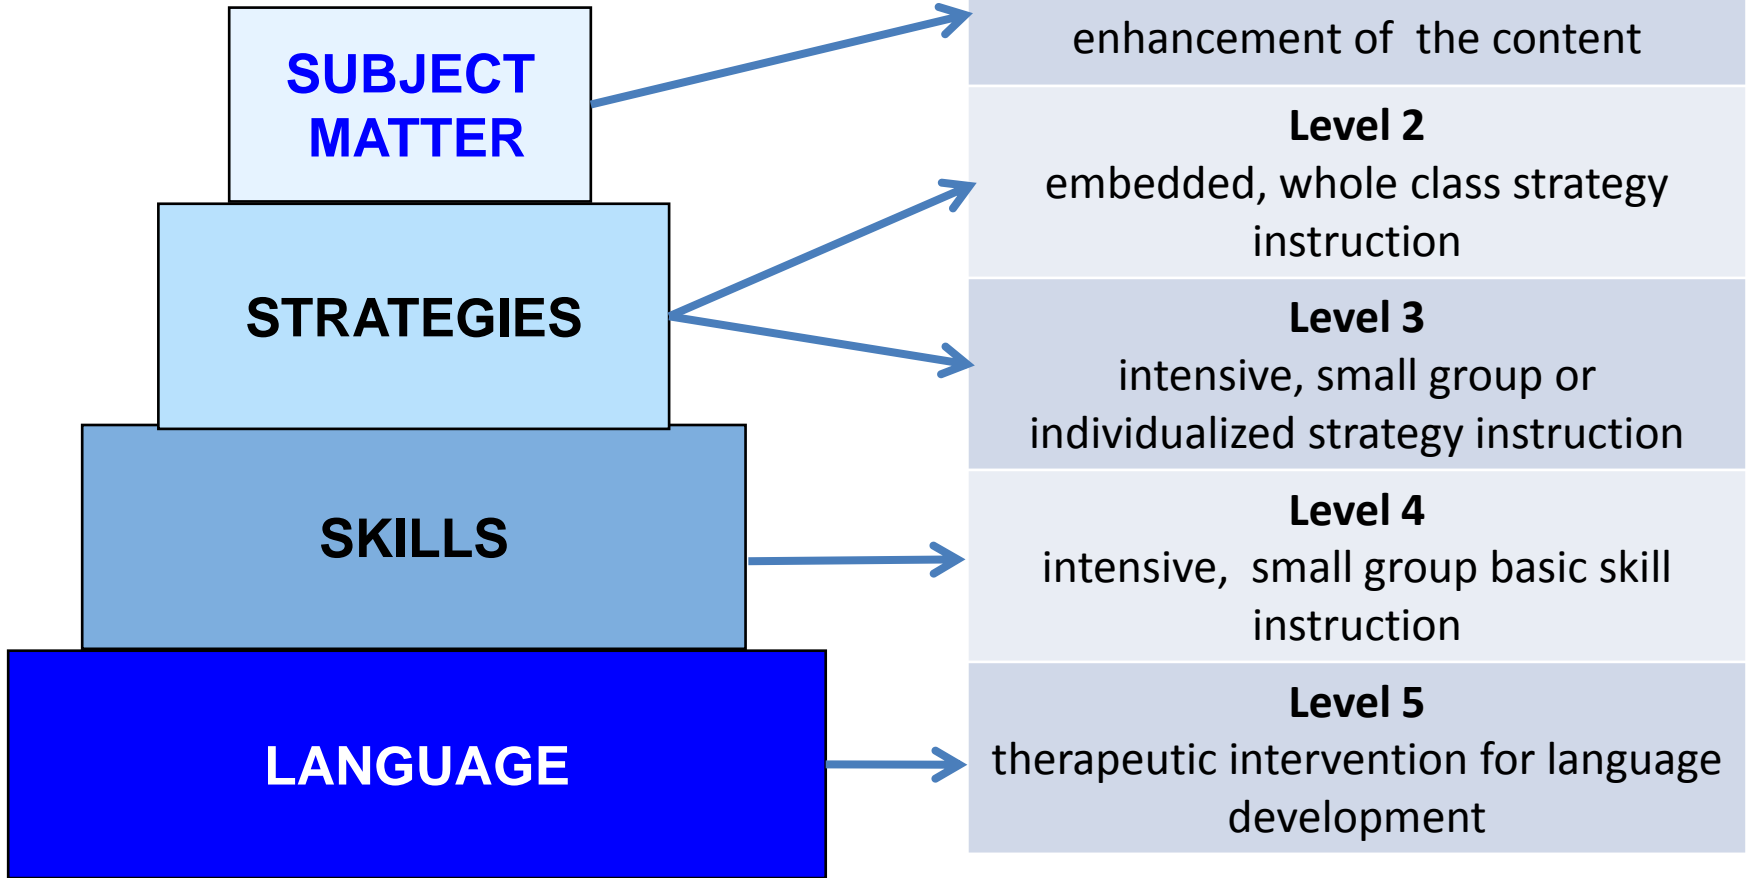 SUBJECT
MATTER
STRATEGIES
SKILLS
LANGUAGE
enhancement of  the content
Level 2
embedded, whole class strategy
instruction
Level 3
intensive, small group or
individualized strategy instruction
Level 4
intensive,  small group basic skill
instruction
Level 5
therapeutic intervention for language
development